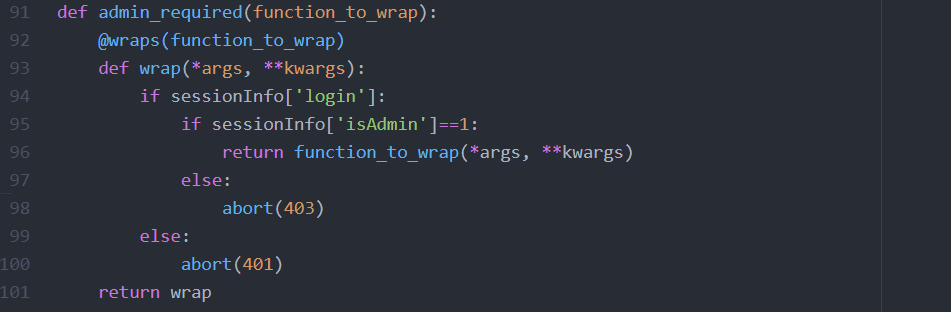 91 def admin_required(function_to_wrap):
92     @wraps(function_to_wrap)
93     def wrap(*args, **kwargs):
94         if sessionInfo['login']:
95             if sessionInfo['isAdmin']==1:
96                 return function_to_wrap(*args, **kwargs)
97             else:
98                 abort(403)
99         else:
100             abort(401)
101     return wrap